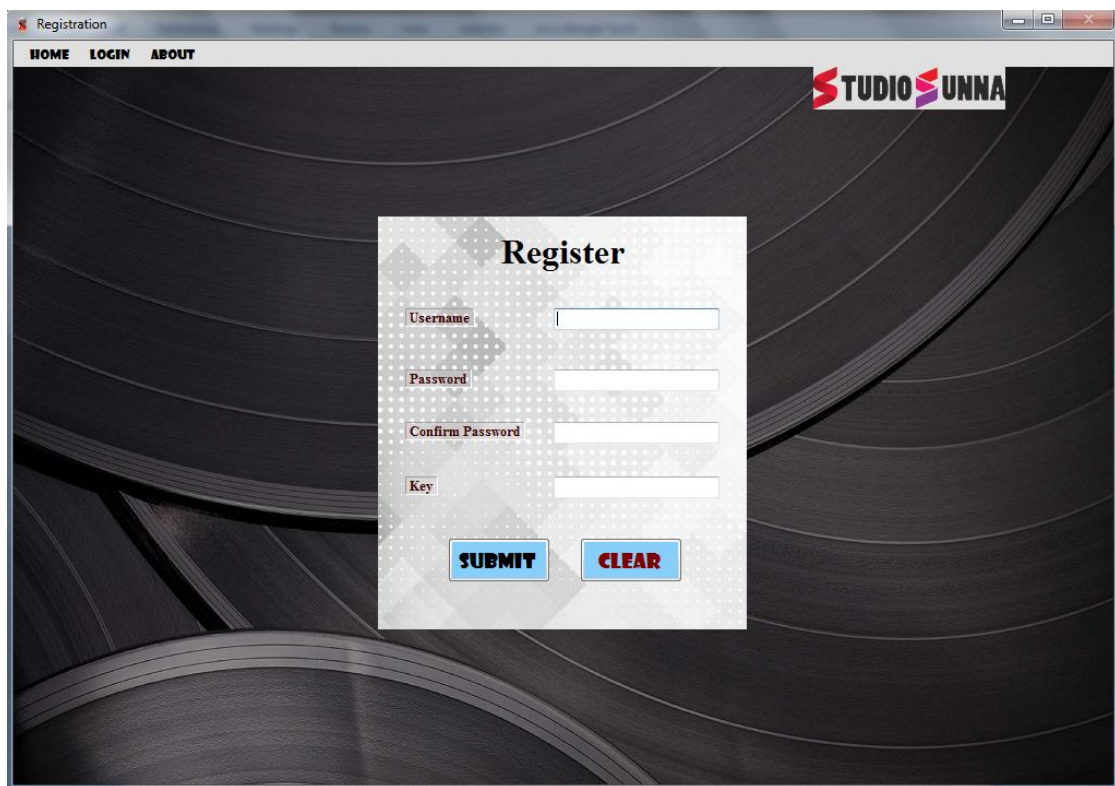 Registration
HOME LOGIN ABOUT
STUDIO SUNNA
Register
Username
Password
Confirm Password
Key
SUBMIT CLEAR